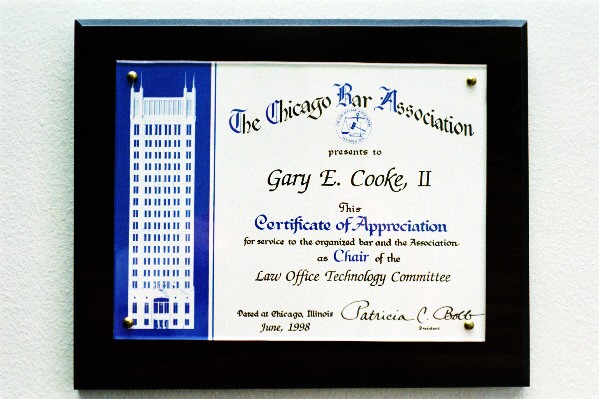 The Chicago Bar Association
presents to
Gary E. Cooke, II
This
Certificate of Appreciation
for service to the organized bar and the Association
as Chair of the
Law Office Technology Committee
Dated at Chicago, Illinois
June, 1998
Patricia C. Bobb
President